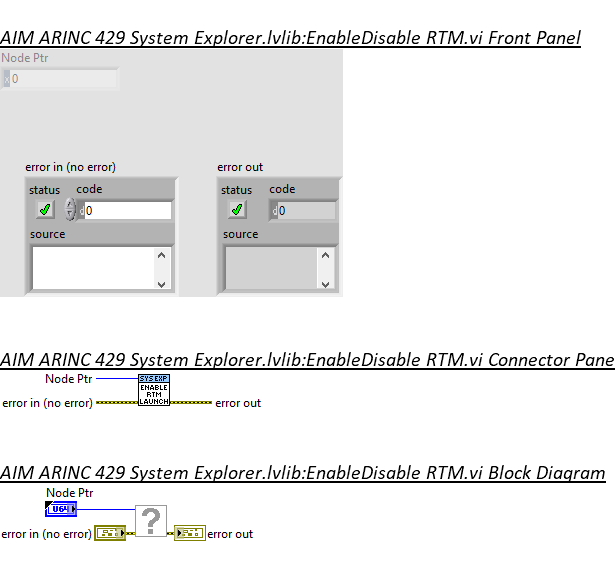 AIM ARINC 429 System Explorer.lvlib:EnableDisable RTM.vi Front Panel
Node Ptr
x 0
error in (no error) error out
status code status code
d 0 d 0
source source
AIM ARINC 429 System Explorer.lvlib:EnableDisable RTM.vi Connector Pane
Node Ptr SYS EXP
ENABLE
RTM
error in (no error) LAUNCH error out
AIM ARINC 429 System Explorer.lvlib:EnableDisable RTM.vi Block Diagram
Node Ptr
U64 ?
error in (no error) error out